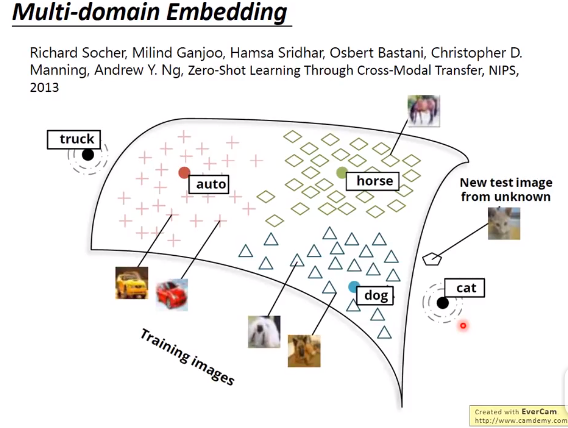 Multi-domain Embedding
Richard Socher, Milind Ganjoo, Hamsa Sridhar, Osbert Bastani, Christopher D.
Manning, Andrew Y. Ng, Zero-Shot Learning Through Cross-Modal Transfer, NIPS,
2013
truck
auto
horse
New test image
from unknown
cat
dog
Training images
Created with EverCam
http://www.camdemy.com